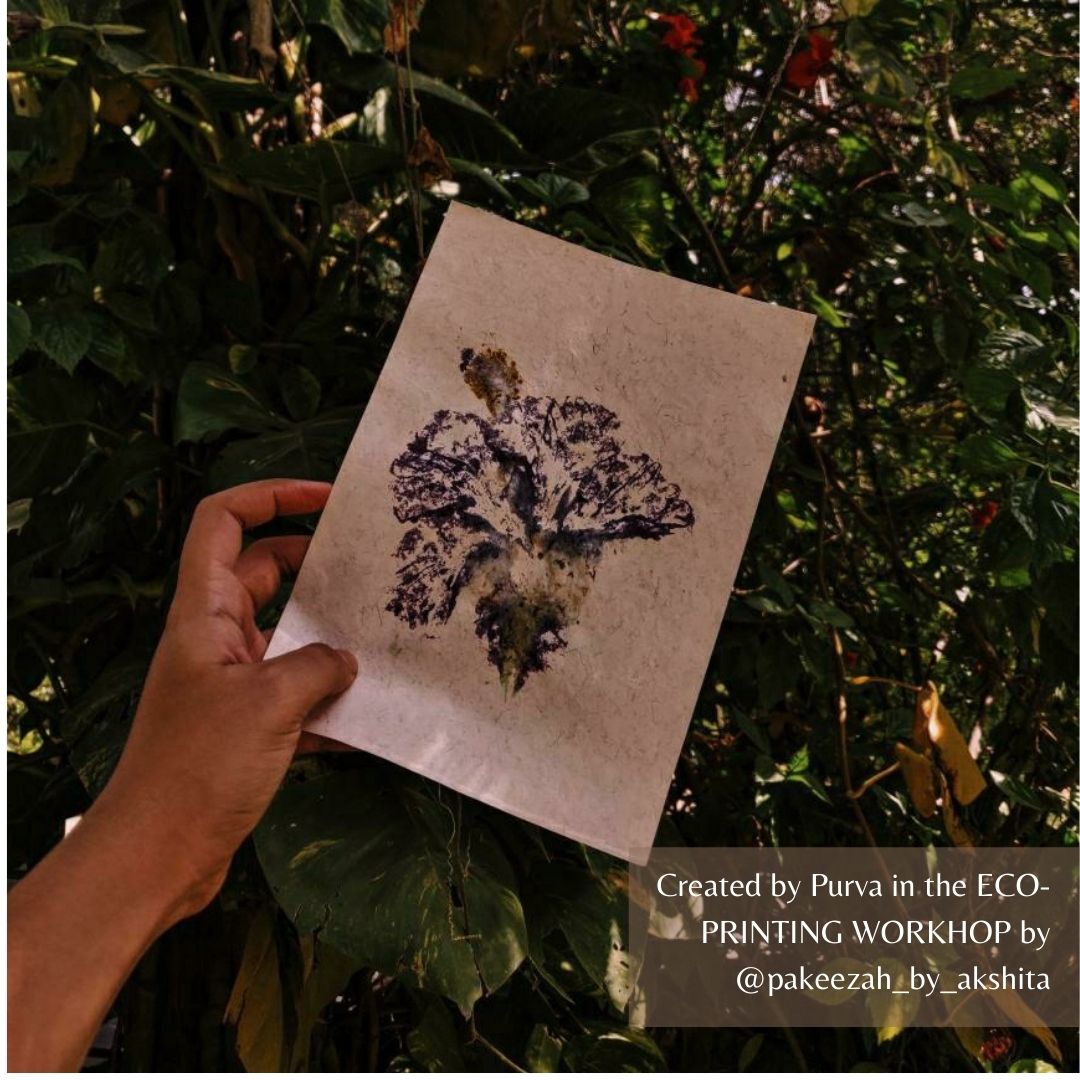 Created by Purva in the ECO-
PRINTING WORKHOP by
@pakeezah_by_akshita